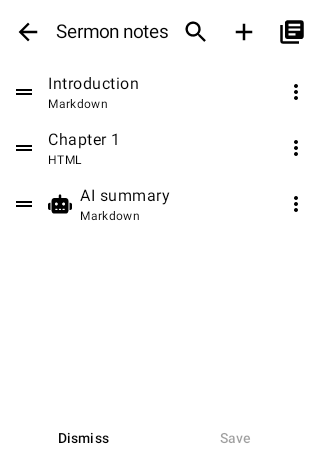 Sermon notes
Introduction
Markdown
Chapter 1
HTML
AI summary
Markdown
Dismiss
Save